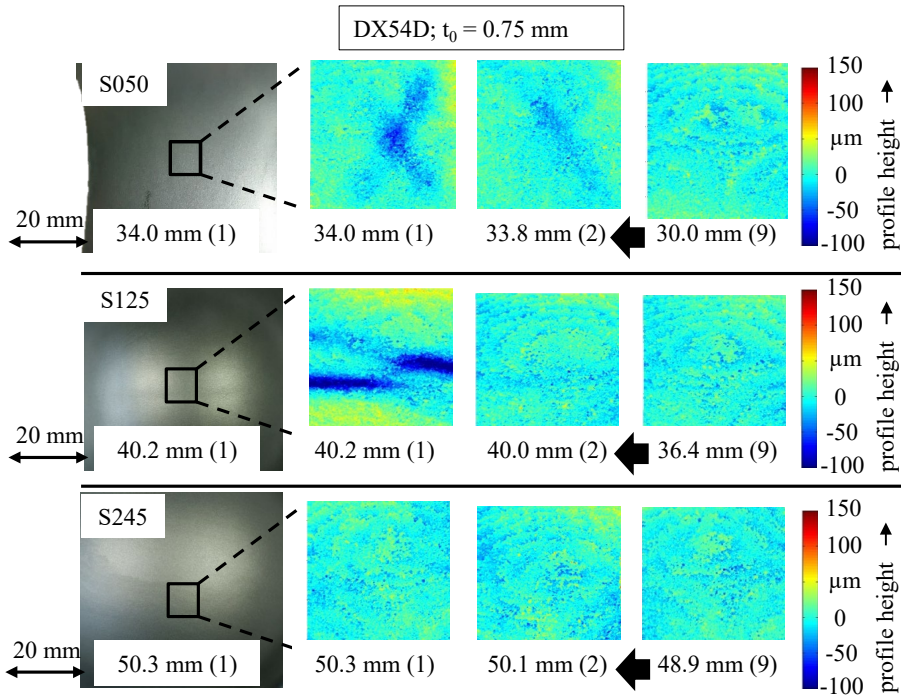 DX54D; t₀ = 0.75 mm
S050
20 mm
34.0 mm (1)
34.0 mm (1)
33.8 mm (2)
30.0 mm (9)
150
100
µm
0
-50
-100
profile height
S125
20 mm
40.2 mm (1)
40.2 mm (1)
40.0 mm (2)
36.4 mm (9)
150
100
µm
0
-50
-100
profile height
S245
20 mm
50.3 mm (1)
50.3 mm (1)
50.1 mm (2)
48.9 mm (9)
150
100
µm
0
-50
-100
profile height